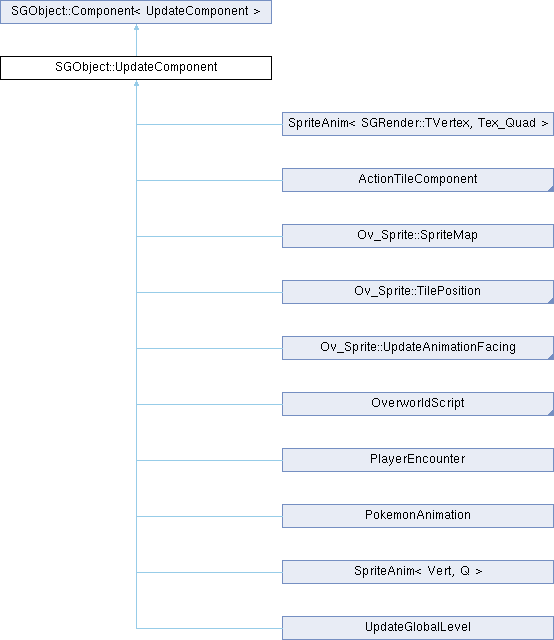 SGObject::Component< UpdateComponent >
SGObject::UpdateComponent
SpriteAnim< SGRender::TVertex, Tex_Quad >
ActionTileComponent
Ov_Sprite::SpriteMap
Ov_Sprite::TilePosition
Ov_Sprite::UpdateAnimationFacing
OverworldScript
PlayerEncounter
PokemonAnimation
SpriteAnim< Vert, Q >
UpdateGlobalLevel